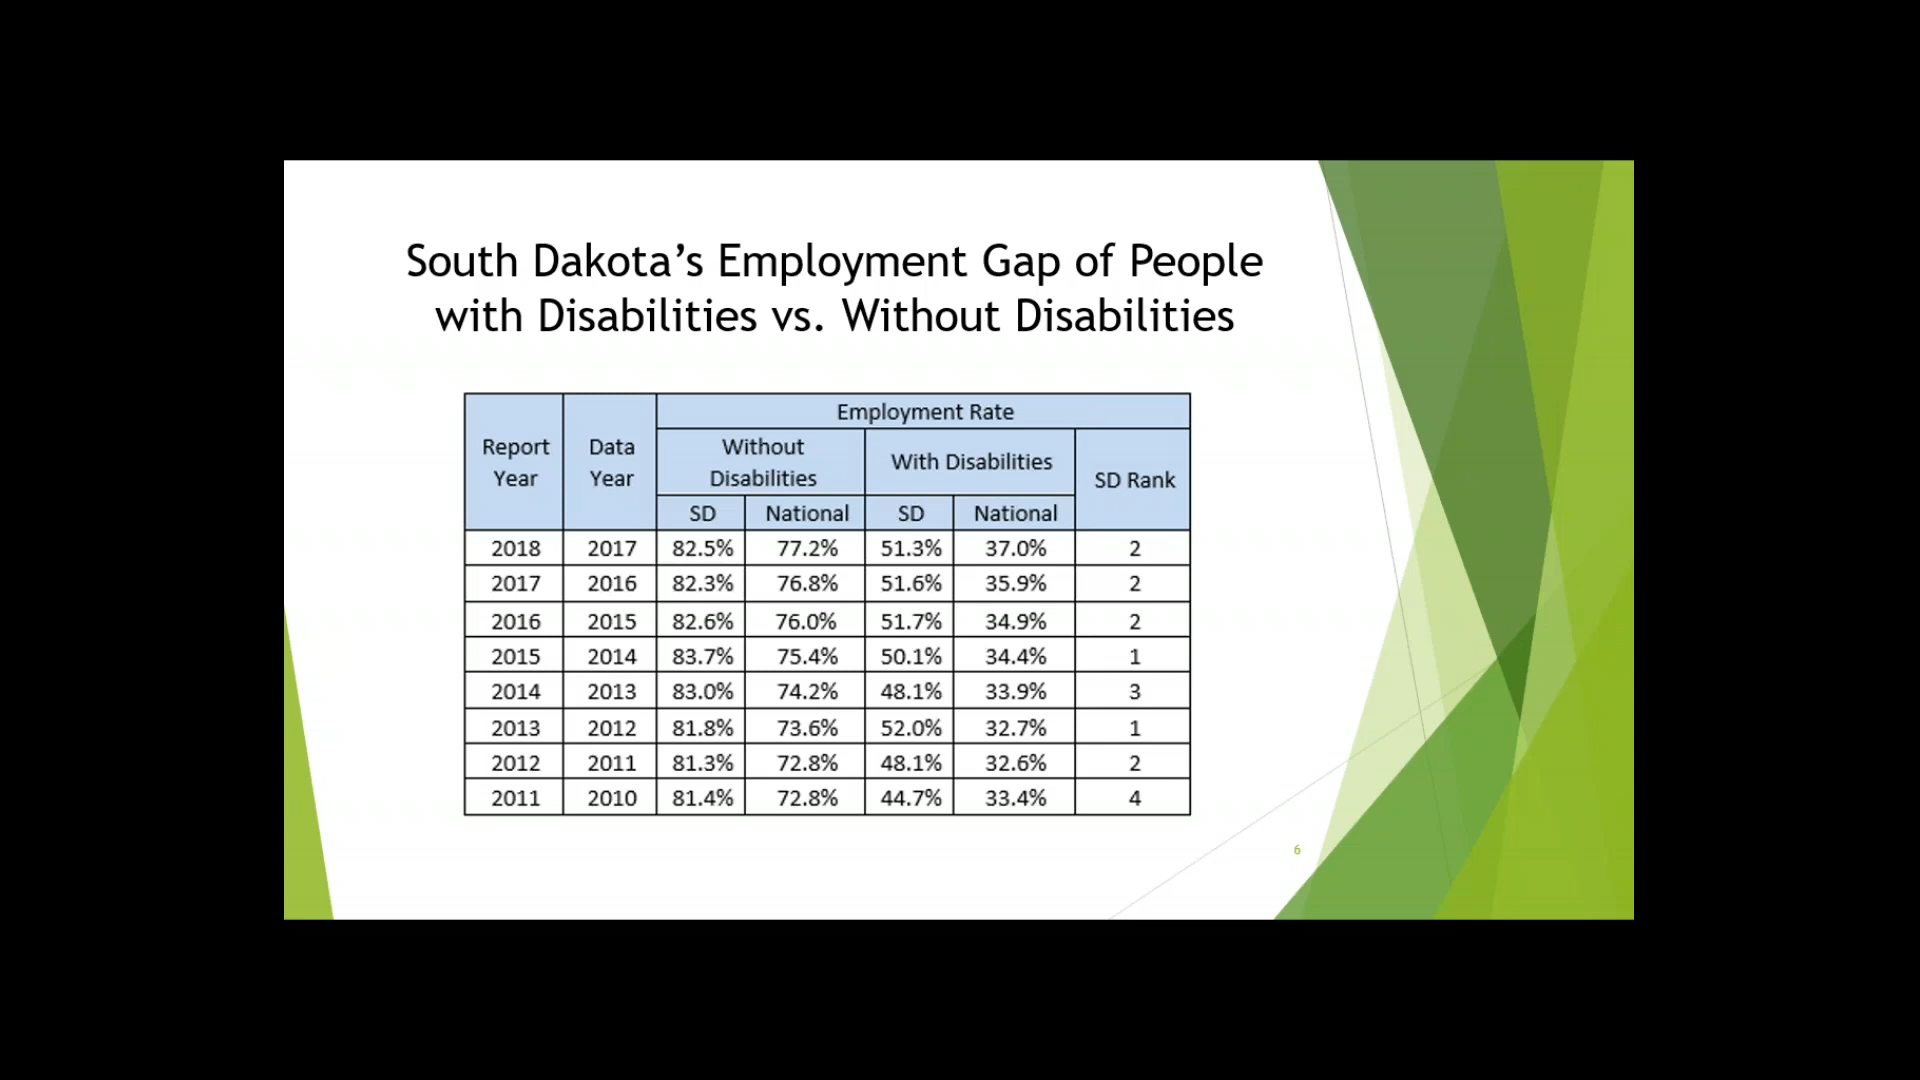 South Dakota's Employment Gap of People
with Disabilities vs. Without Disabilities
Report Year | Data Year | Employment Rate
Without Disabilities | With Disabilities | SD Rank
SD | National | SD | National
2018 | 2017 | 82.5% | 77.2% | 51.3% | 37.0% | 2
2017 | 2016 | 82.3% | 76.8% | 51.6% | 35.9% | 2
2016 | 2015 | 82.6% | 76.0% | 51.7% | 34.9% | 2
2015 | 2014 | 83.7% | 75.4% | 50.1% | 34.4% | 1
2014 | 2013 | 83.0% | 74.2% | 48.1% | 33.9% | 3
2013 | 2012 | 81.8% | 73.6% | 52.0% | 32.7% | 1
2012 | 2011 | 81.3% | 72.8% | 48.1% | 32.6% | 2
2011 | 2010 | 81.4% | 72.8% | 44.7% | 33.4% | 4
6